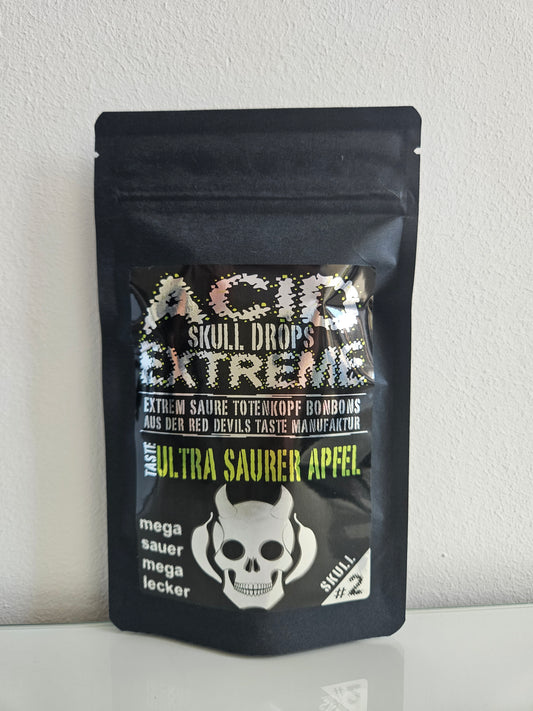 ACID
SKULL DROPS
EXTREME
EXTREM SAURE TOTENKOPF BONBONS
AUS DER RED DEVILS TASTE MANUFAKTUR
TASTE ULTRA SAURER APFEL
mega
sauer
mega
lecker
SKULL
#2